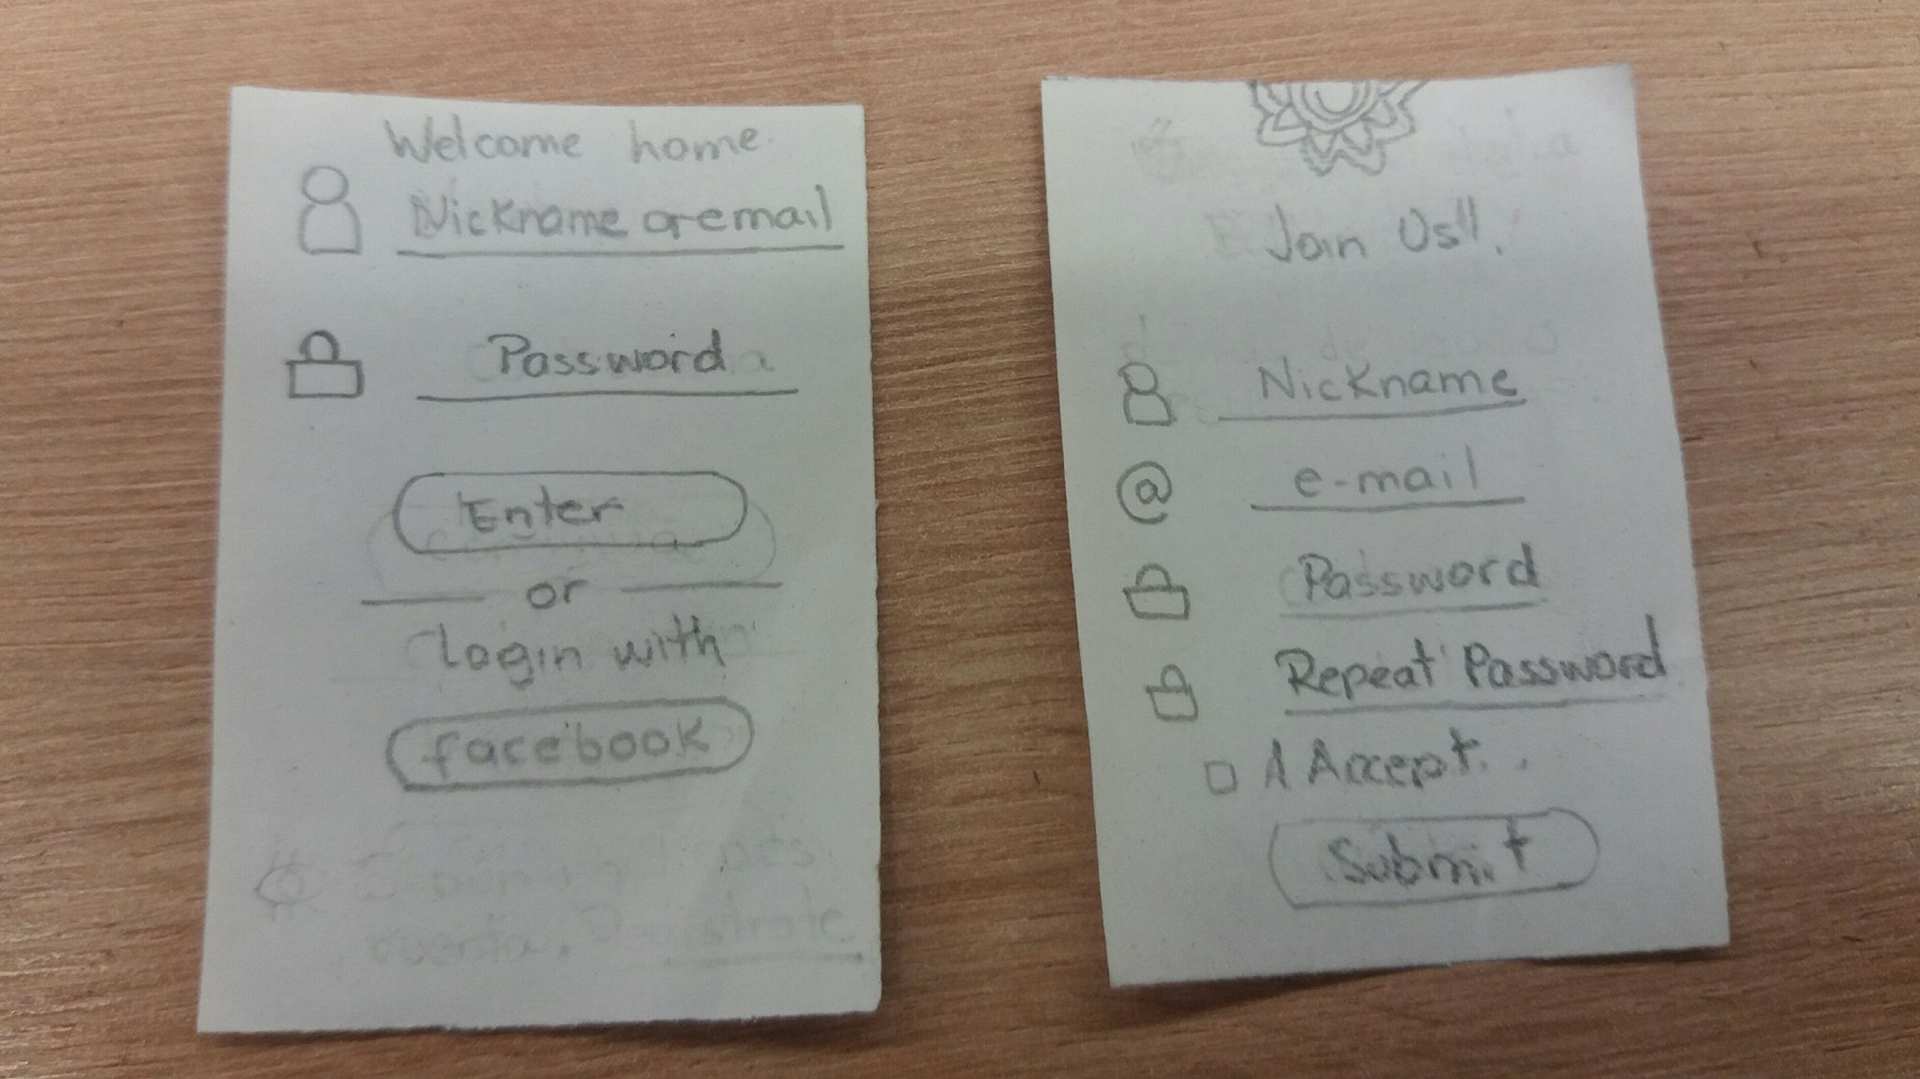 Welcome home.
Nickname or email
Password
Enter
or
login with
facebook
cuenta.
Join Us!!.
Nickname
@ e-mail
Password
Repeat Password
A Accept...
Submit